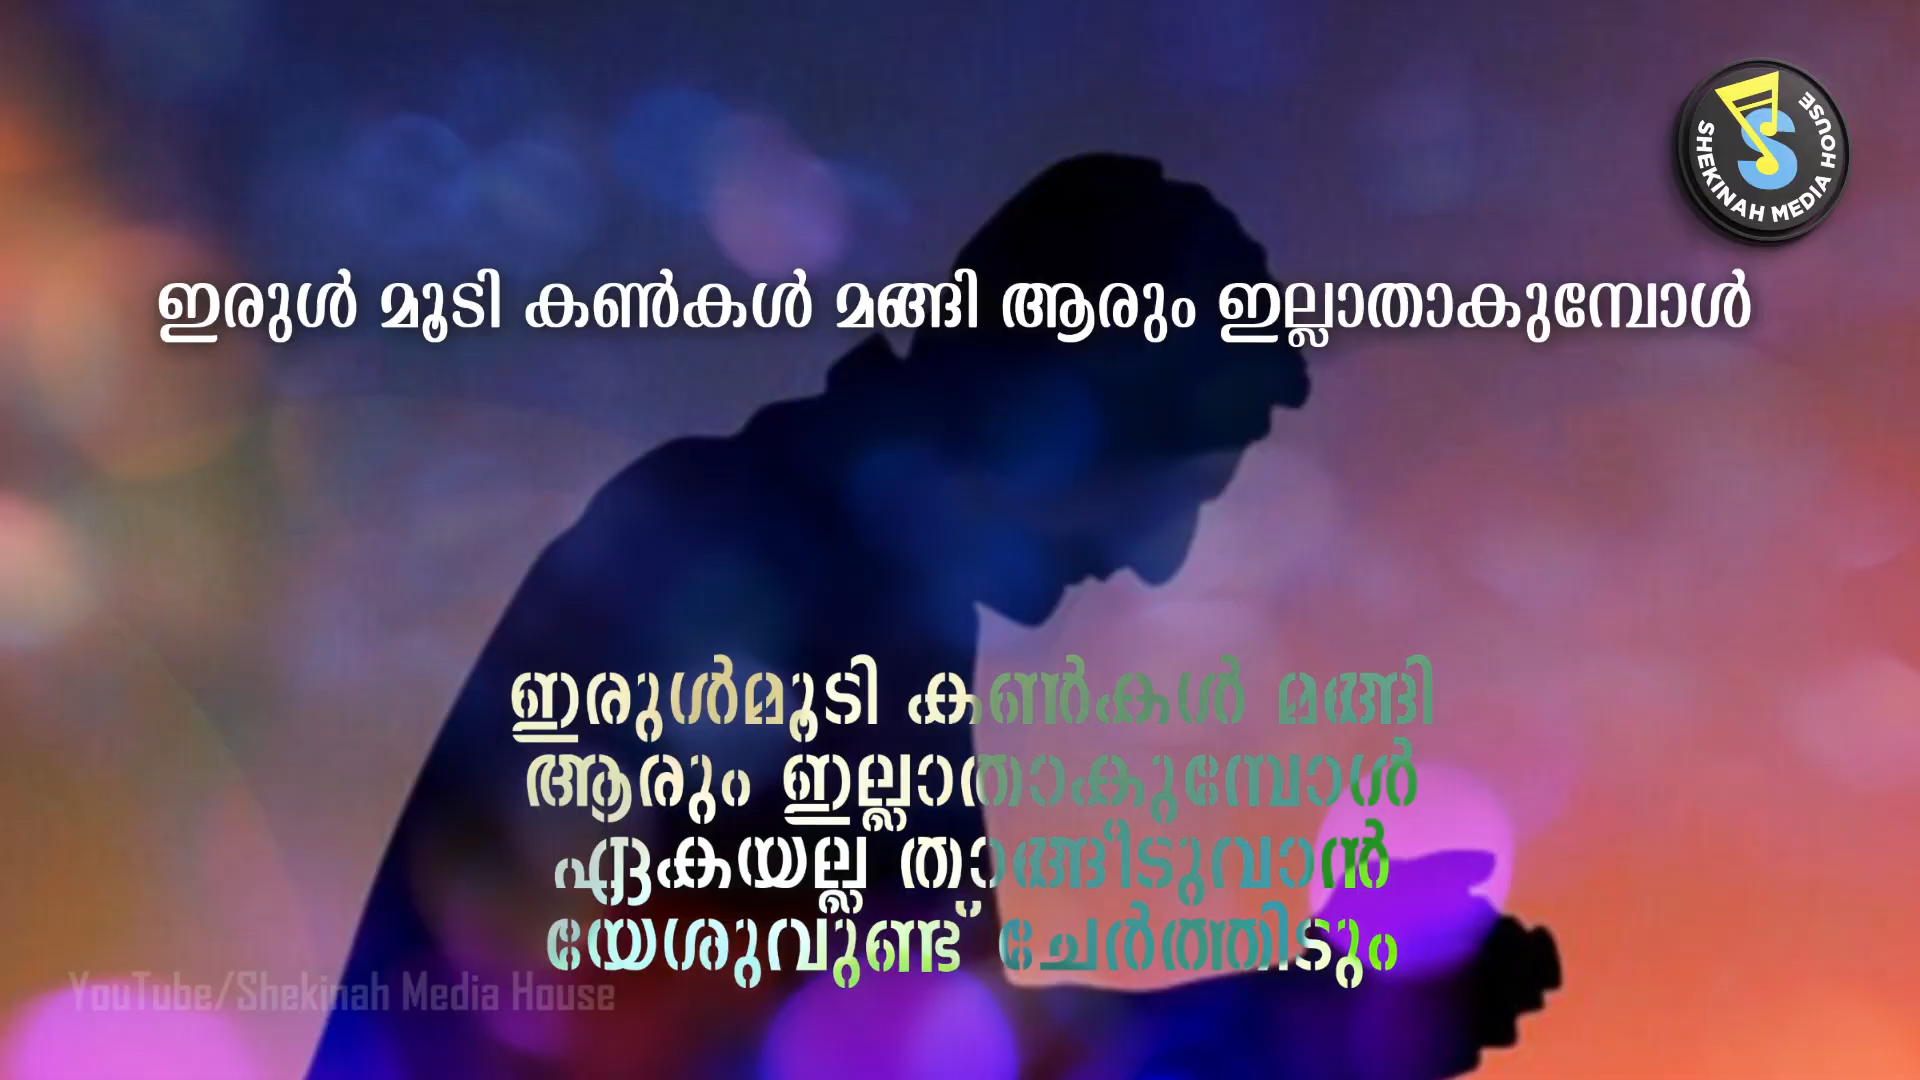 SHEKINAH MEDIA HOUSE
ഇരുൾ മൂടി കൺകൾ മങ്ങി ആരും ഇല്ലാതാകുമ്പോൾ
ഇരുൾമൂടി കൺകൾ മങ്ങി
ആരും ഇല്ലാതാകുമ്പോൾ
ഏകയല്ല താങ്ങീടുവാൻ
യേശുവുണ്ട് ചേർത്തിടും
YouTube/Shekinah Media House